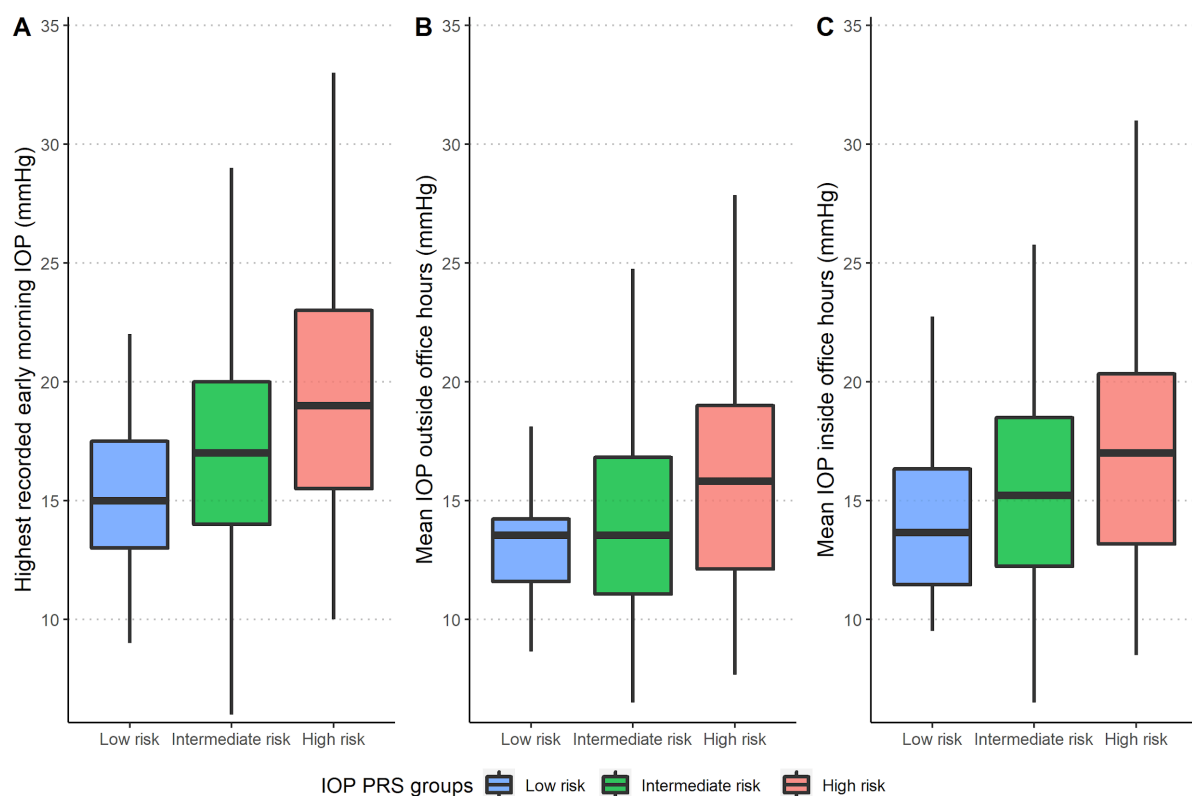 A
Highest recorded early morning IOP (mmHg)
35
30
25
20
15
10
Low risk
Intermediate risk
High risk
B
Mean IOP outside office hours (mmHg)
35
30
25
20
15
10
Low risk
Intermediate risk
High risk
C
Mean IOP inside office hours (mmHg)
35
30
25
20
15
10
Low risk
Intermediate risk
High risk
IOP PRS groups Low risk Intermediate risk High risk